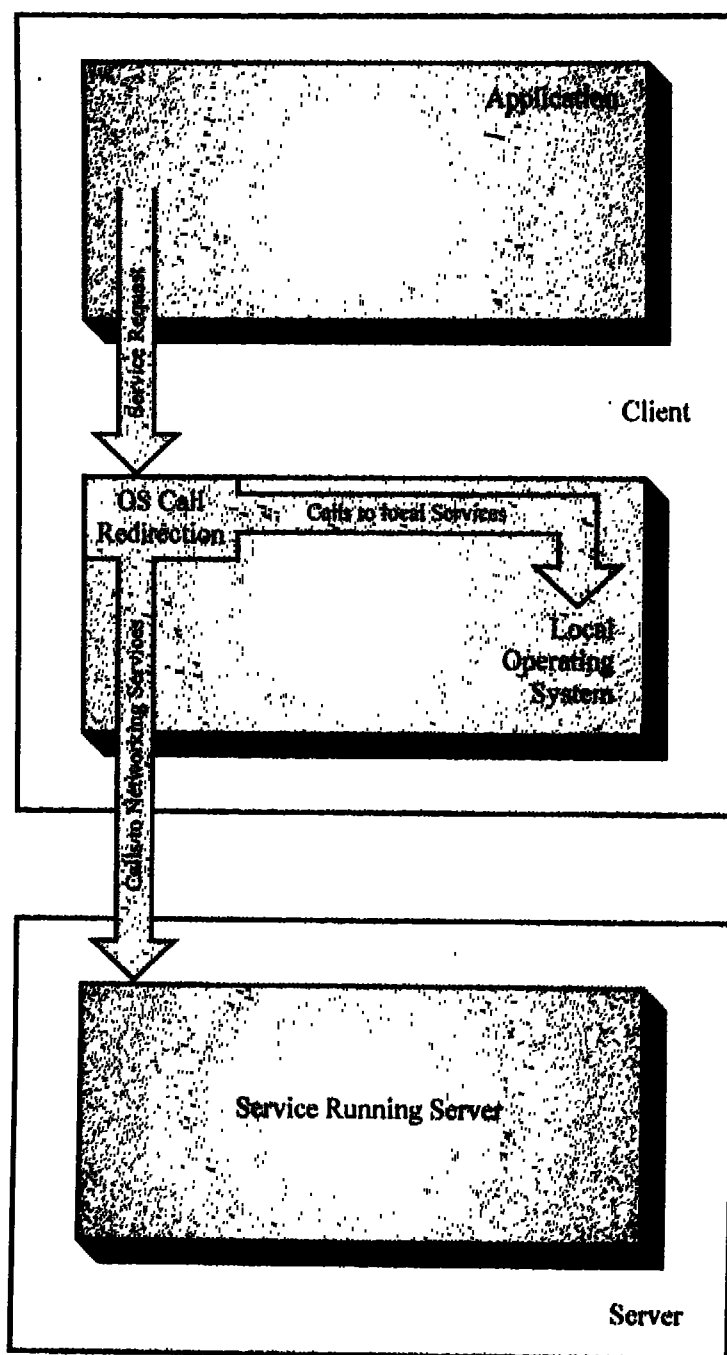 Application
Service Request
Client
OS Call
Redirection
Calls to local Services
Local
Operating
System
Calls to Networking Services
Service Running Server
Server